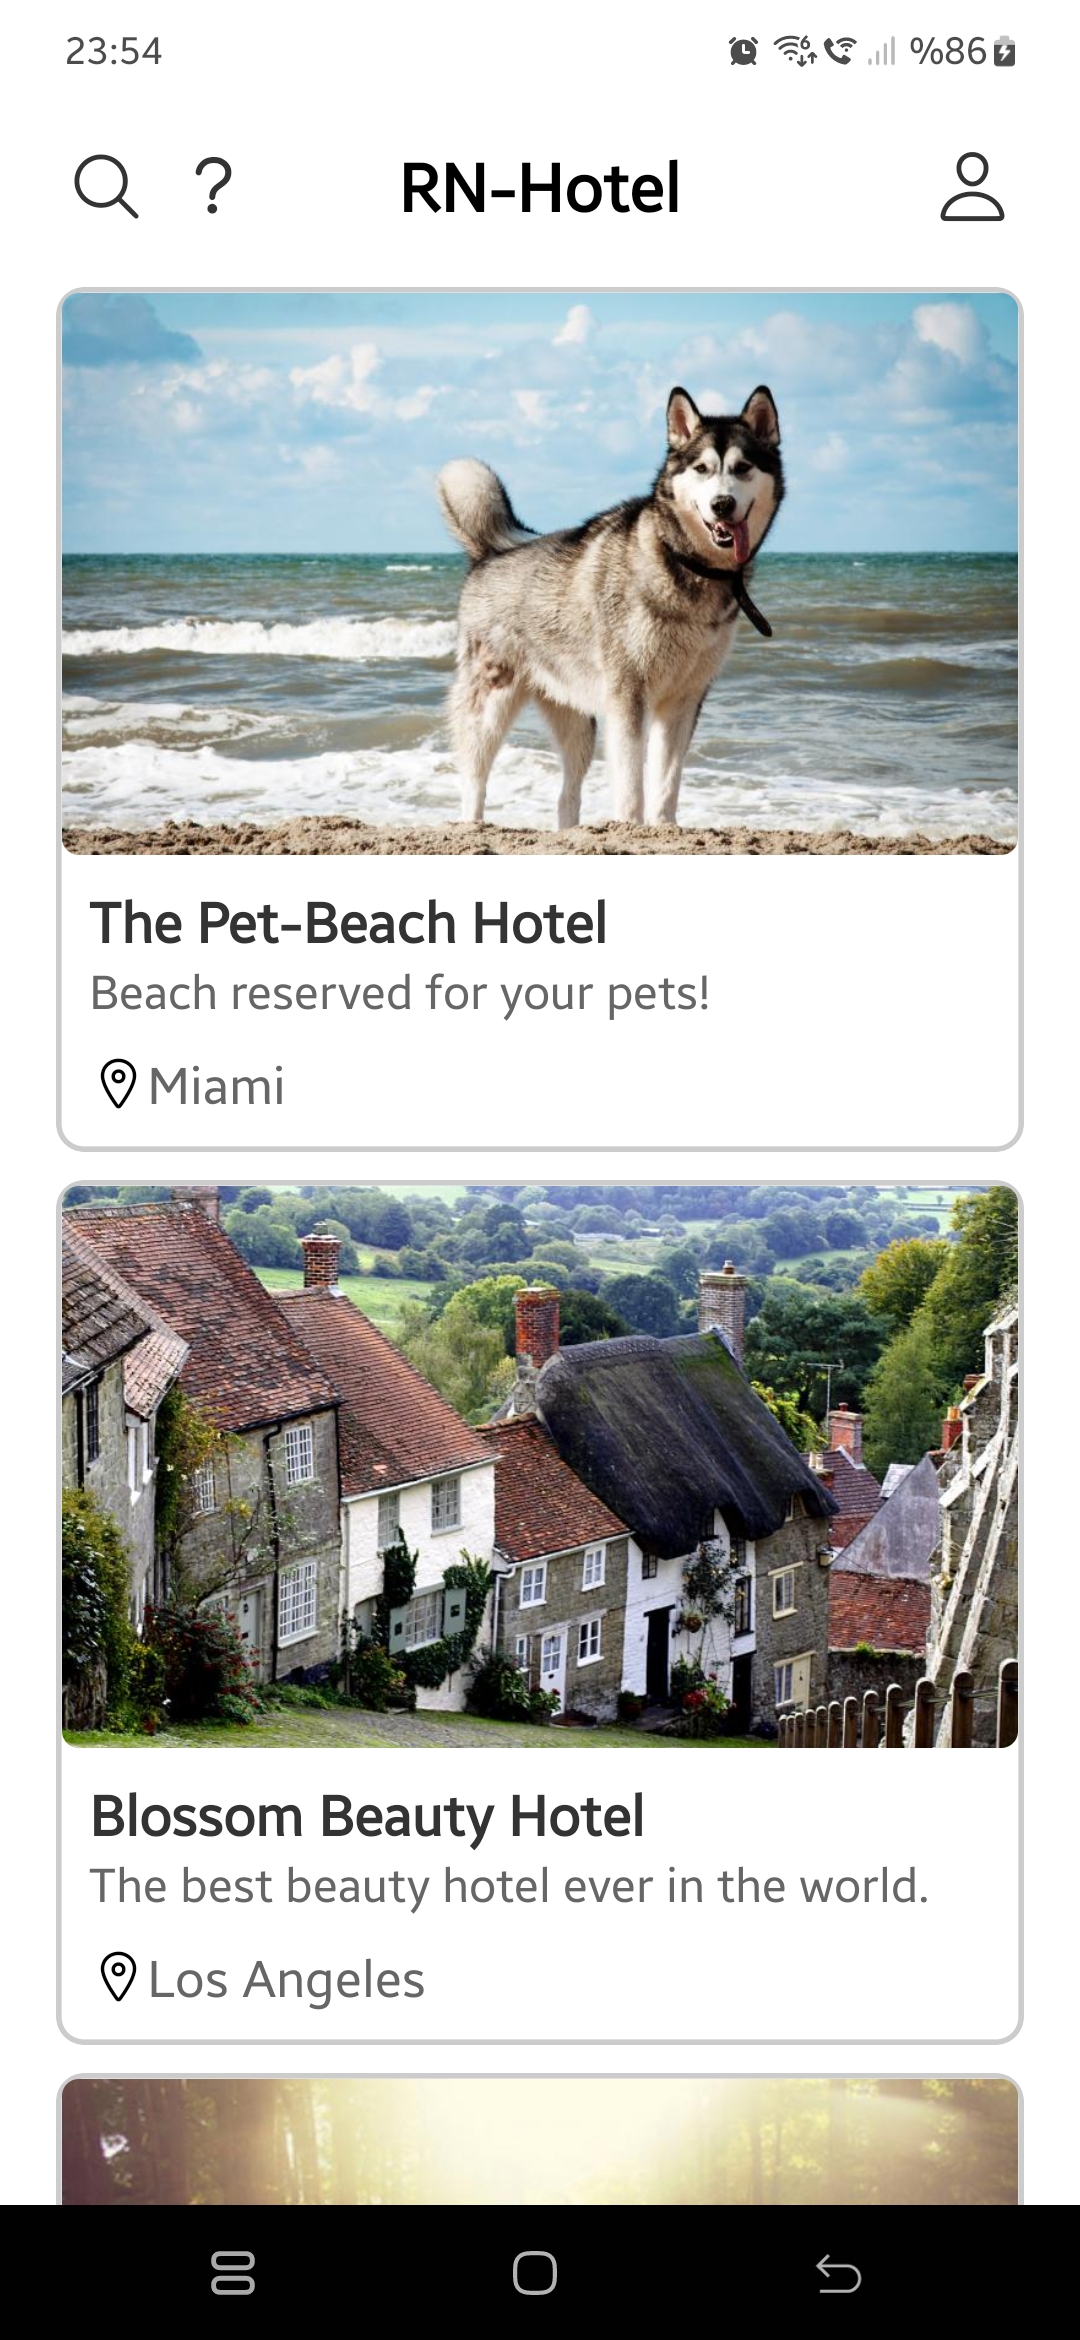 23:54 %86
? RN-Hotel
The Pet-Beach Hotel
Beach reserved for your pets!
Miami
Blossom Beauty Hotel
The best beauty hotel ever in the world.
Los Angeles